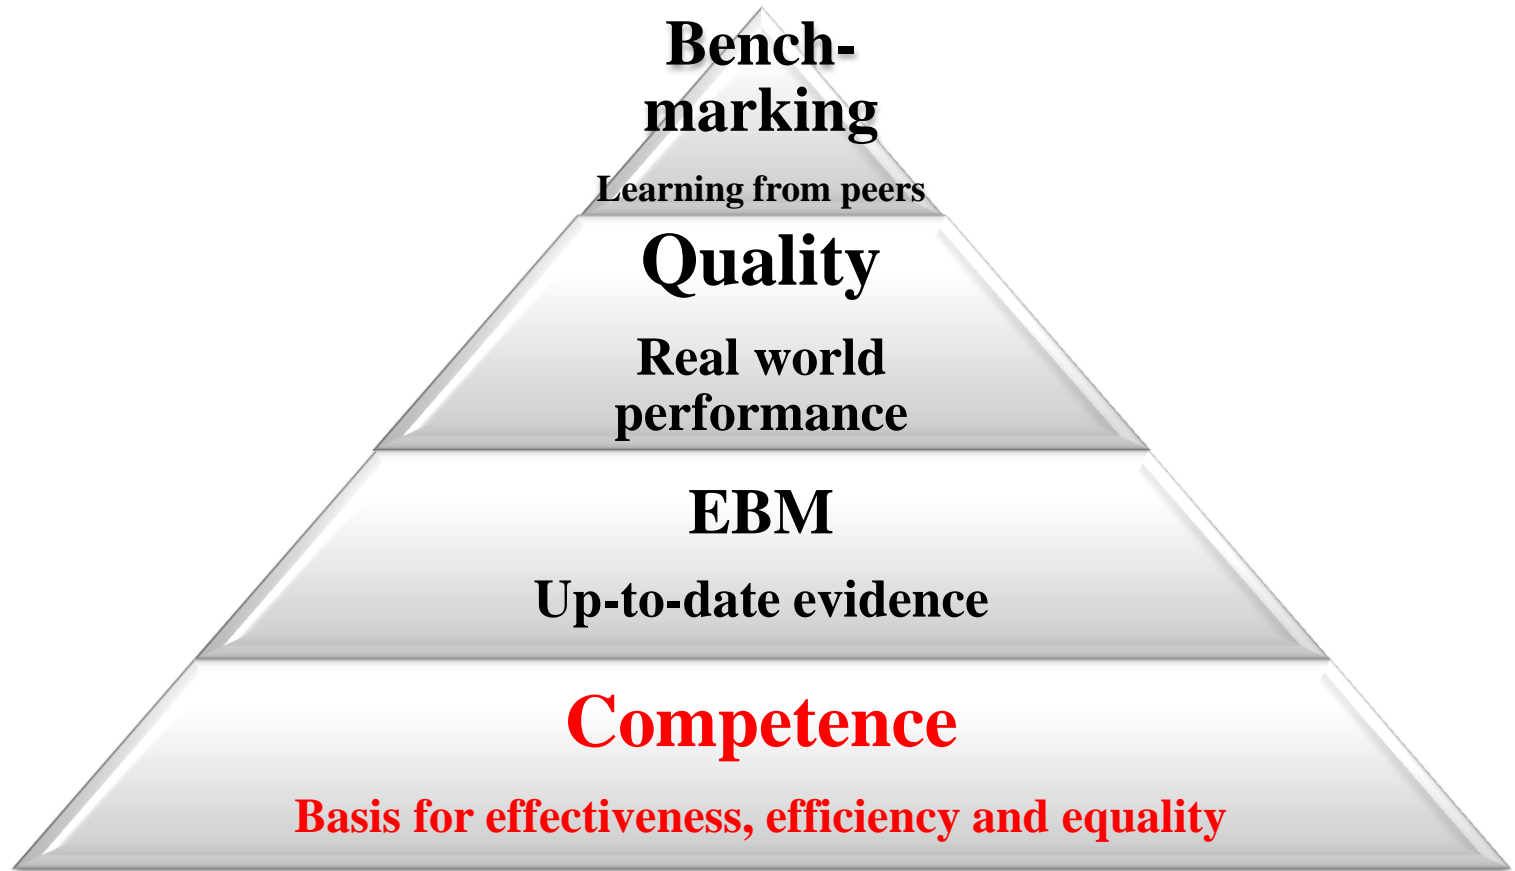 Bench-
marking
Learning from peers
Quality
Real world
performance
EBM
Up-to-date evidence
Competence
Basis for effectiveness, efficiency and equality